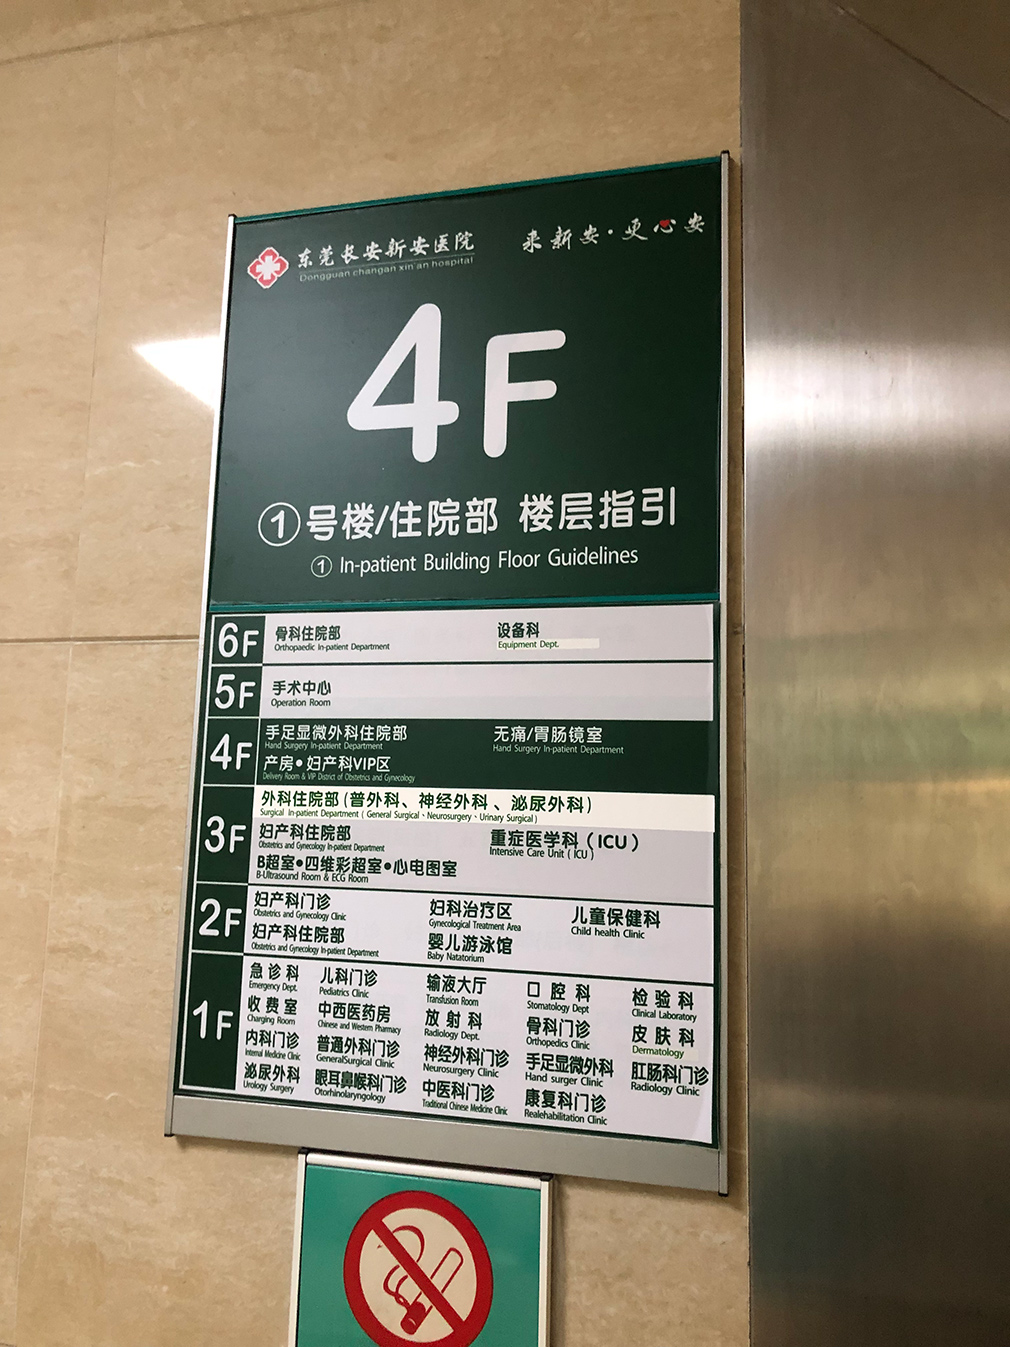 东莞长安新安医院
Dongguan changan xin'an hospital
来新安·更心安
4F
①号楼/住院部 楼层指引
① In-patient Building Floor Guidelines
6F
骨科住院部 设备科
Orthopaedic In-patient Department Equipment Dept.
5F
手术中心
Operation Room
4F
手足显微外科住院部 无痛/胃肠镜室
Hand Surgery In-patient Department Hand Surgery In-patient Department
产房•妇产科VIP区
Delivery Room & VIP District of Obstetrics and Gynecology
3F
外科住院部(普外科、神经外科、泌尿外科)
Surgical In-patient Department ( General Surgical、Neurosurgery、Urinary Surgical )
妇产科住院部 重症医学科（ICU）
Obstetrics and Gynecology In-patient Department Intensive Care Unit ( ICU )
B超室•四维彩超室•心电图室
B-Ultrasound Room & ECG Room
2F
妇产科门诊 妇科治疗区 儿童保健科
Obstetrics and Gynecology Clinic Gynecological Treatment Area Child health Clinic
妇产科住院部 婴儿游泳馆
Obstetrics and Gynecology In-patient Department Baby Natatorium
1F
急诊科 儿科门诊 输液大厅 口腔科 检验科
Emergency Dept. Pediatrics Clinic Transfusion Room Stomatology Dept Clinical Laboratory
收费室 中西医药房 放射科 骨科门诊 皮肤科
Charging Room Chinese and Western Pharmacy Radiology Dept. Orthopedics Clinic Dermatology
内科门诊 普通外科门诊 神经外科门诊 手足显微外科 肛肠科门诊
Internal Medicine Clinic GeneralSurgical Clinic Neurosurgery Clinic Hand surger Clinic Radiology Clinic
泌尿外科 眼耳鼻喉科门诊 中医科门诊 康复科门诊
Urology Surgery Otorhinolaryngology Traditional Chinese Medicine Clinic Realehabilitation Clinic